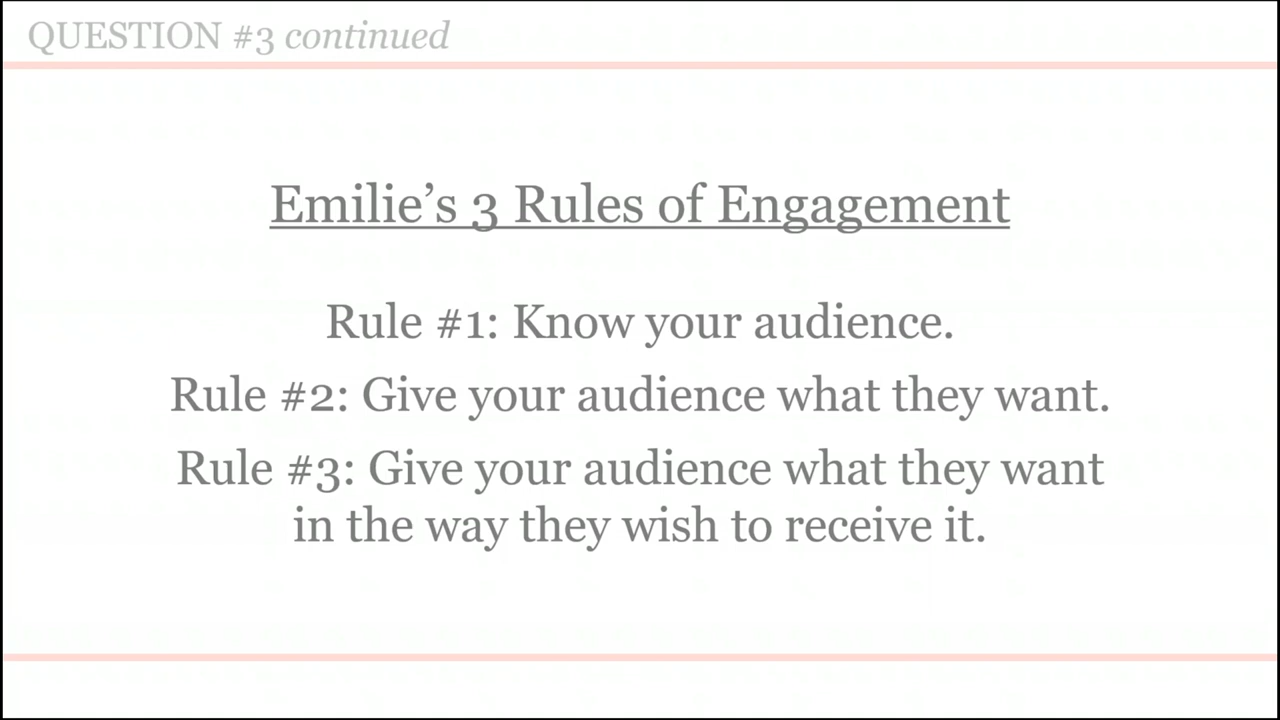 QUESTION #3 continued
Emilie’s 3 Rules of Engagement
Rule #1: Know your audience.
Rule #2: Give your audience what they want.
Rule #3: Give your audience what they want
in the way they wish to receive it.